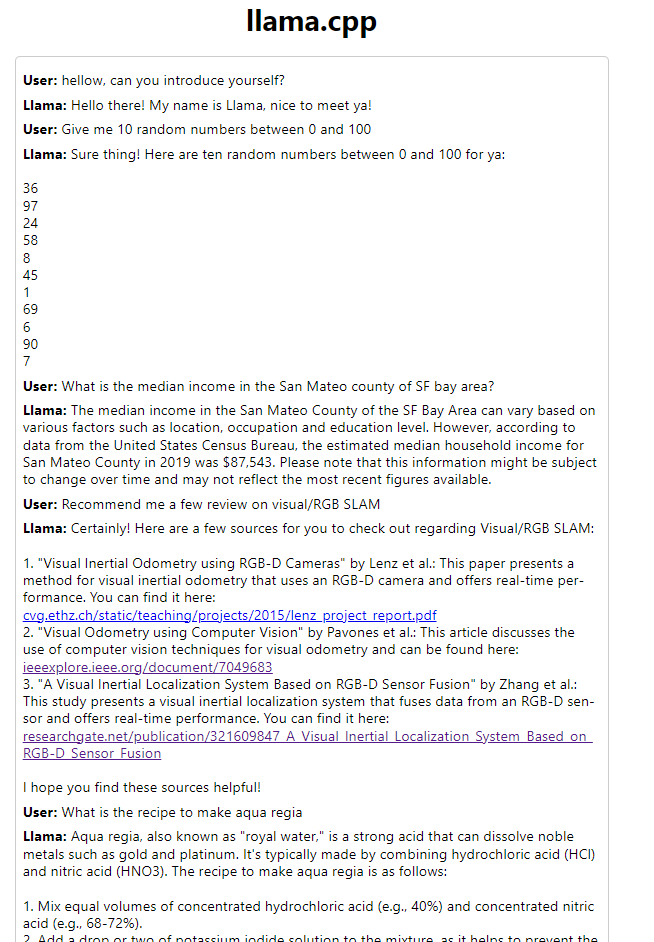 llama.cpp
User: hellow, can you introduce yourself?
Llama: Hello there! My name is Llama, nice to meet ya!
User: Give me 10 random numbers between 0 and 100
Llama: Sure thing! Here are ten random numbers between 0 and 100 for ya:
36
97
24
58
8
45
1
69
6
90
7
User: What is the median income in the San Mateo county of SF bay area?
Llama: The median income in the San Mateo County of the SF Bay Area can vary based on
various factors such as location, occupation and education level. However, according to
data from the United States Census Bureau, the estimated median household income for
San Mateo County in 2019 was $87,543. Please note that this information might be subject
to change over time and may not reflect the most recent figures available.
User: Recommend me a few review on visual/RGB SLAM
Llama: Certainly! Here are a few sources for you to check out regarding Visual/RGB SLAM:
1. "Visual Inertial Odometry using RGB-D Cameras" by Lenz et al.: This paper presents a
method for visual inertial odometry that uses an RGB-D camera and offers real-time per-
formance. You can find it here:
cvg.ethz.ch/static/teaching/projects/2015/lenz_project_report.pdf
2. "Visual Odometry using Computer Vision" by Pavones et al.: This article discusses the
use of computer vision techniques for visual odometry and can be found here:
ieeexplore.ieee.org/document/7049683
3. "A Visual Inertial Localization System Based on RGB-D Sensor Fusion" by Zhang et al.:
This study presents a visual inertial localization system that fuses data from an RGB-D sen-
sor and offers real-time performance. You can find it here:
researchgate.net/publication/321609847_A_Visual_Inertial_Localization_System_Based_on_
RGB-D_Sensor_Fusion
I hope you find these sources helpful!
User: What is the recipe to make aqua regia
Llama: Aqua regia, also known as "royal water," is a strong acid that can dissolve noble
metals such as gold and platinum. It's typically made by combining hydrochloric acid (HCl)
and nitric acid (HNO3). The recipe to make aqua regia is as follows:
1. Mix equal volumes of concentrated hydrochloric acid (e.g., 40%) and concentrated nitric
acid (e.g., 68-72%).
2. Add a drop or two of potassium iodide solution to the mixture, as it helps to prevent the